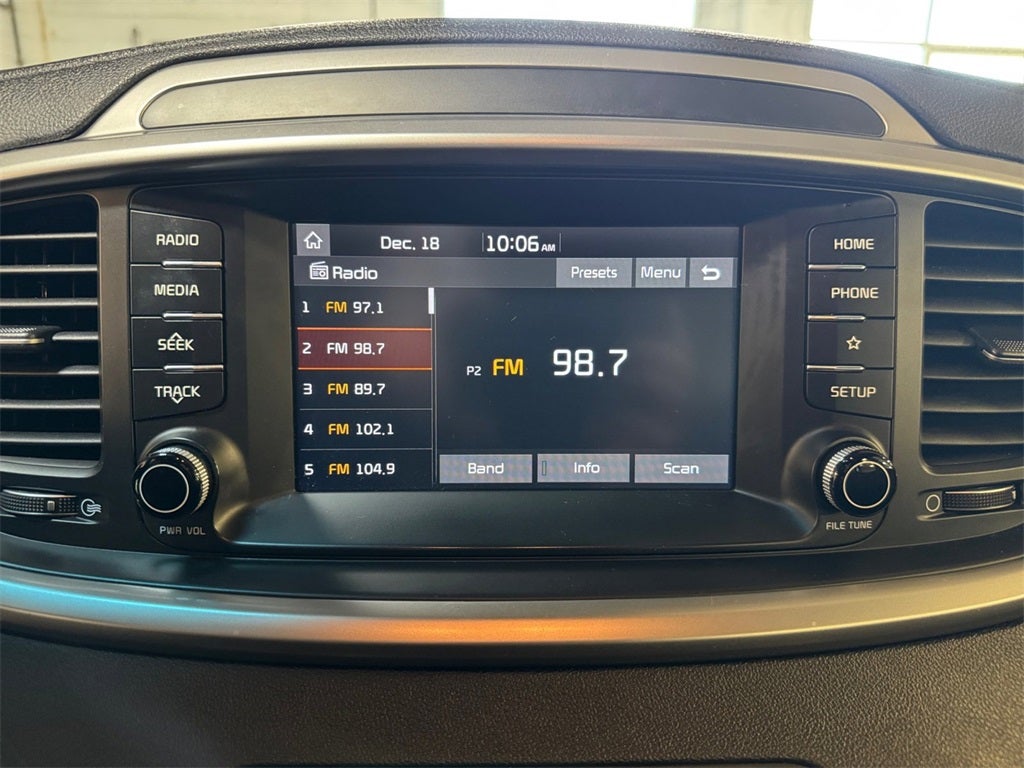 Dec. 18 10:06 AM
RADIO
HOME
Radio Presets Menu
MEDIA
PHONE
1 FM 97.1
2 FM 98.7
SEEK
3 FM 89.7
P2 FM 98.7
TRACK
SETUP
4 FM 102.1
5 FM 104.9
Band Info Scan
PWR VOL
FILE TUNE